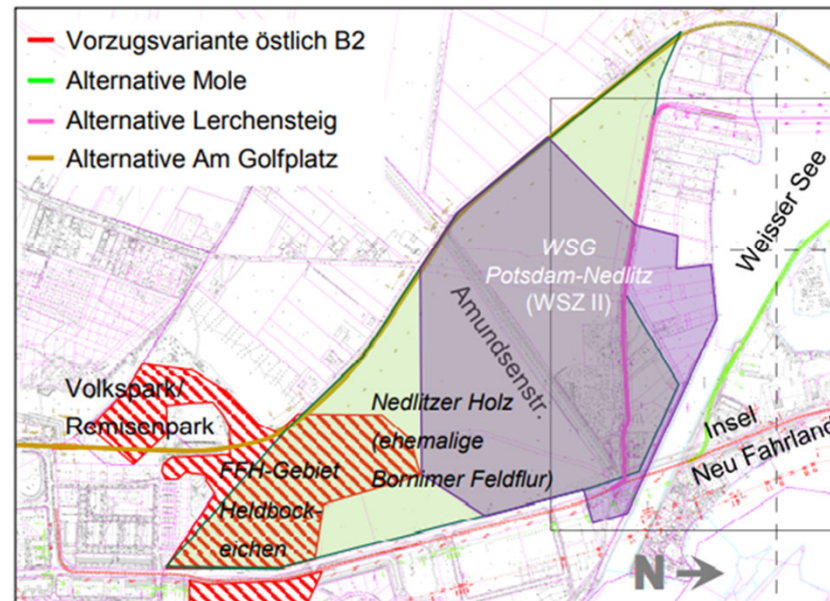 Vorzugsvariante östlich B2
Alternative Mole
Alternative Lerchensteig
Alternative Am Golfplatz
WSG
Potsdam-Nedlitz
(WSZ II)
Weisser See
Amundsenstr.
Volkspark/
Remisenpark
Nedlitzer Holz
(ehemalige
Bornimer Feldflur)
Insel
Neu Fahrland
FFH-Gebiet
Heldbock-
eichen
N